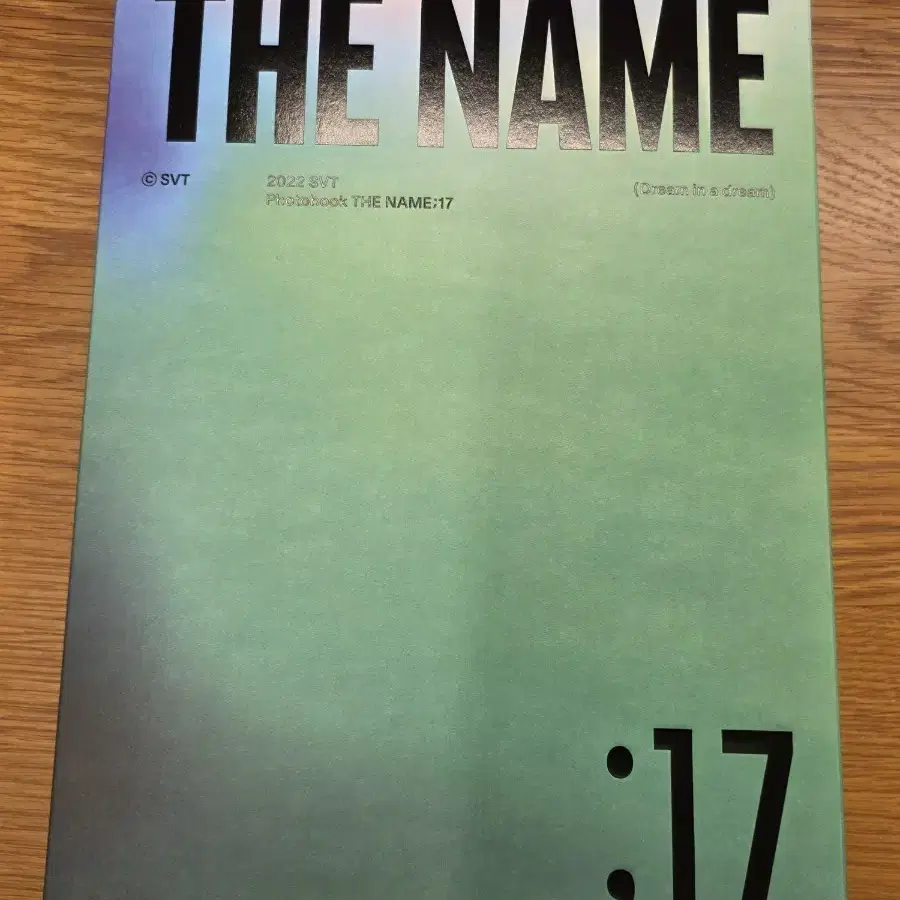 THE NAME
© SVT
2022 SVT
Photobook THE NAME;17
(Dream in a dream)
;17